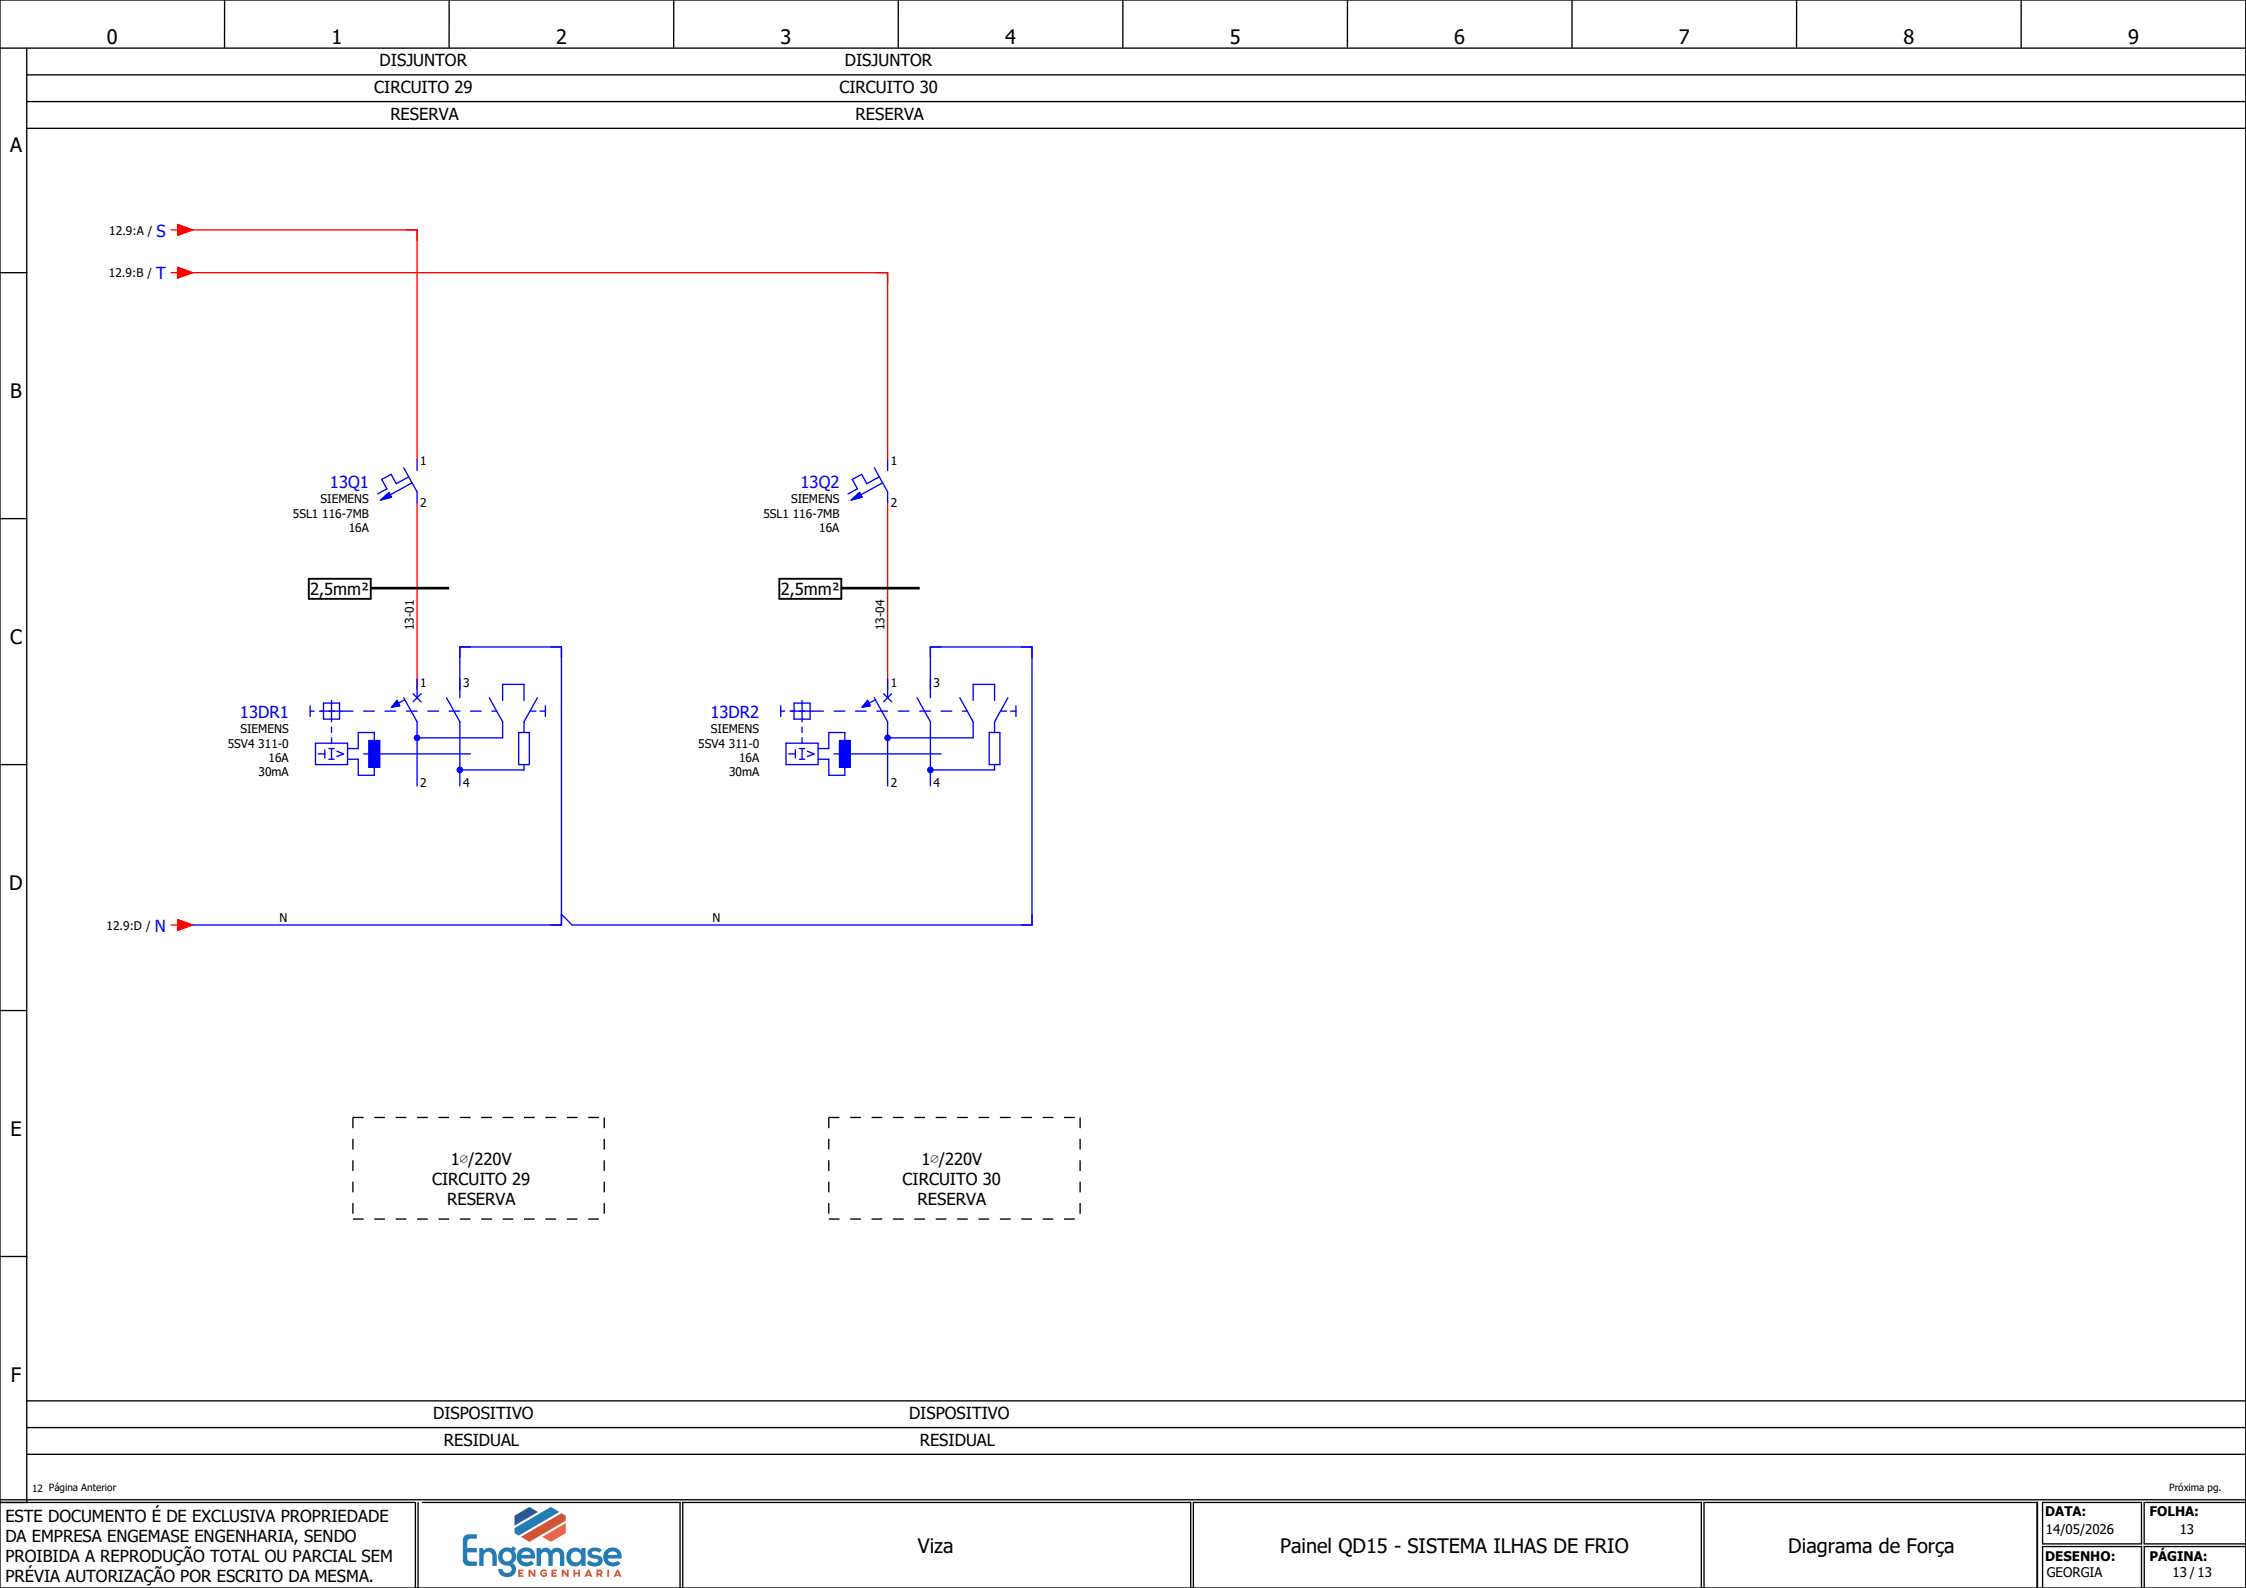 0 1 2 3 4 5 6 7 8 9
DISJUNTOR DISJUNTOR
CIRCUITO 29 CIRCUITO 30
RESERVA RESERVA
A
12.9:A / S
12.9:B / T
B
1 1
13Q1 13Q2
SIEMENS SIEMENS
2 2
5SL1 116-7MB 5SL1 116-7MB
16A 16A
2,5mm² 2,5mm²
13-01 13-04
C
1 3 1 3
13DR1 13DR2
SIEMENS SIEMENS
5SV4 311-0 5SV4 311-0
I> I>
16A 16A
30mA 30mA
2 4 2 4
D
N N
12.9:D / N
E
1⌀/220V 1⌀/220V
CIRCUITO 29 CIRCUITO 30
RESERVA RESERVA
F
DISPOSITIVO DISPOSITIVO
RESIDUAL RESIDUAL
12 Página Anterior Próxima pg.
ESTE DOCUMENTO É DE EXCLUSIVA PROPRIEDADE
DA EMPRESA ENGEMASE ENGENHARIA, SENDO
PROIBIDA A REPRODUÇÃO TOTAL OU PARCIAL SEM
PRÉVIA AUTORIZAÇÃO POR ESCRITO DA MESMA.
Engemase
ENGENHARIA
Viza
Painel QD15 - SISTEMA ILHAS DE FRIO
Diagrama de Força
DATA: FOLHA:
14/05/2026 13
DESENHO: PÁGINA:
GEORGIA 13 / 13